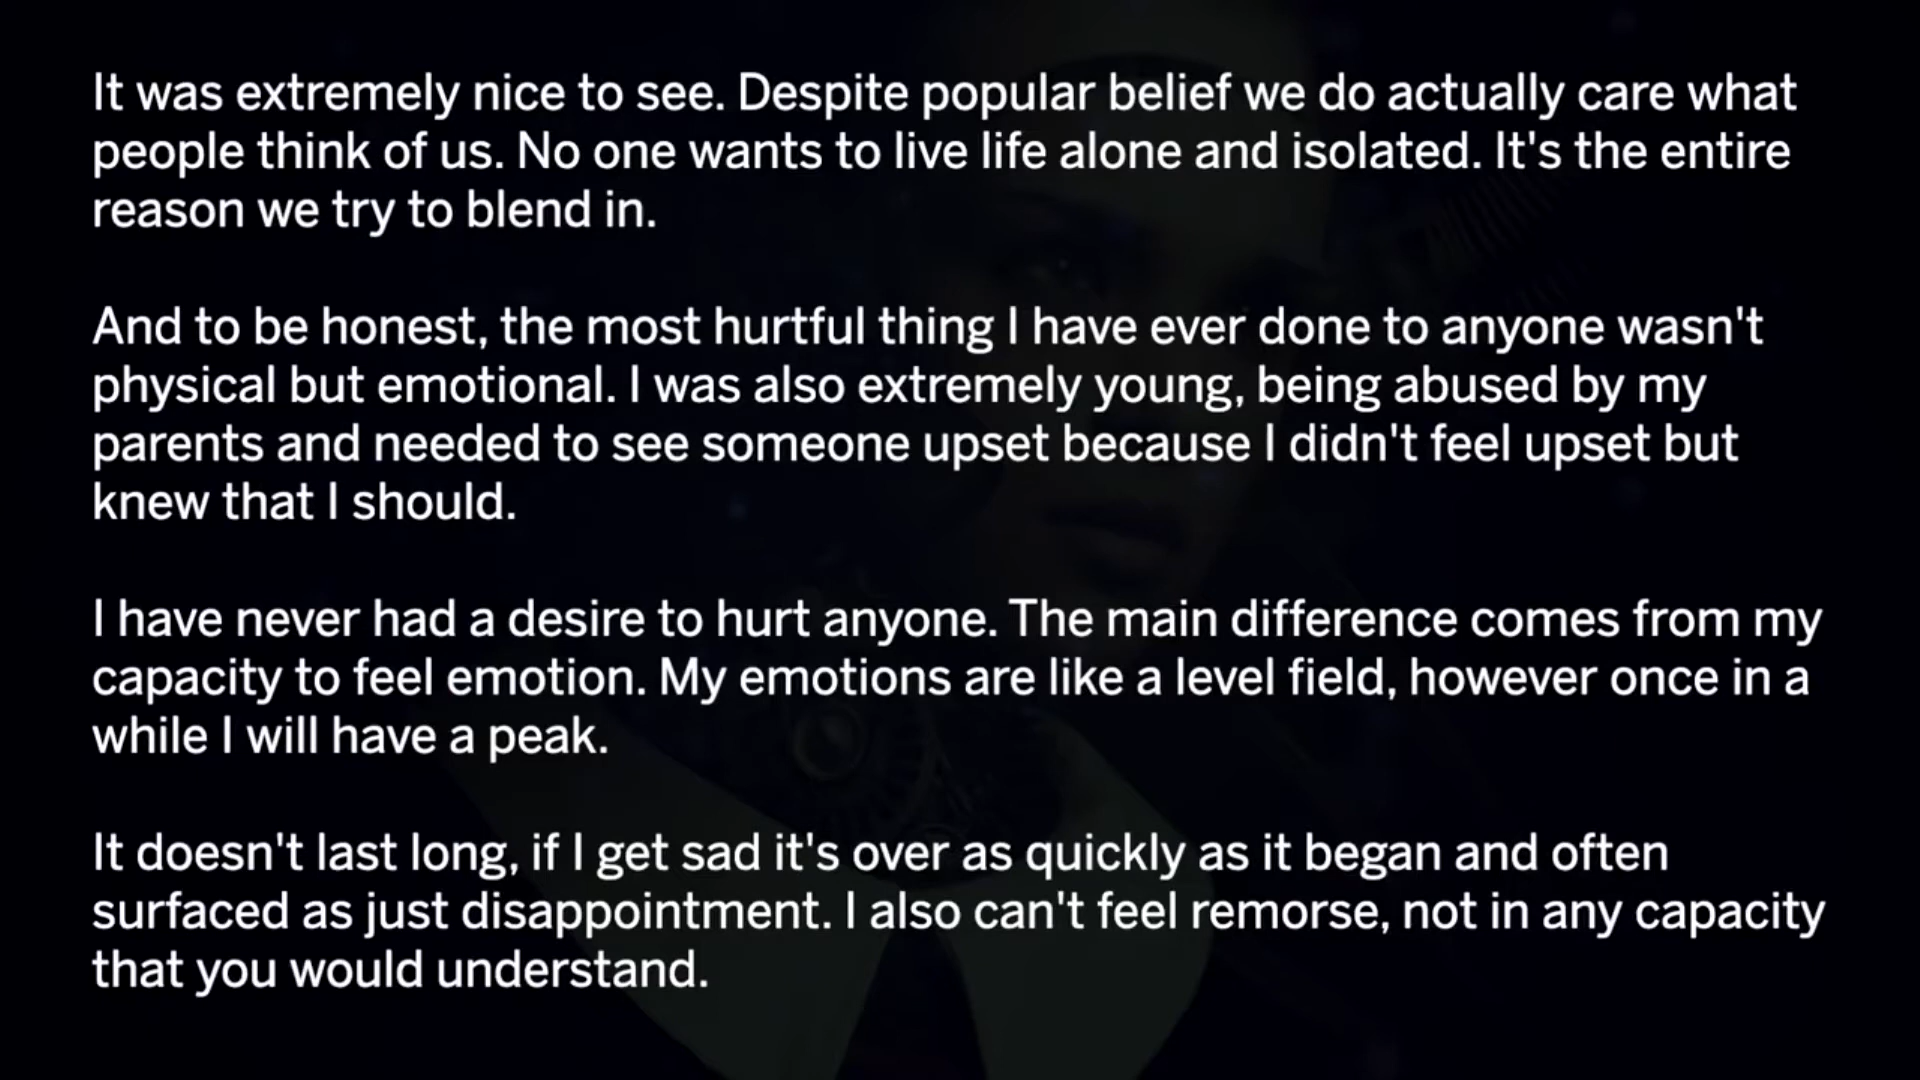 It was extremely nice to see. Despite popular belief we do actually care what
people think of us. No one wants to live life alone and isolated. It's the entire
reason we try to blend in.
And to be honest, the most hurtful thing I have ever done to anyone wasn't
physical but emotional. I was also extremely young, being abused by my
parents and needed to see someone upset because I didn't feel upset but
knew that I should.
I have never had a desire to hurt anyone. The main difference comes from my
capacity to feel emotion. My emotions are like a level field, however once in a
while I will have a peak.
It doesn't last long, if I get sad it's over as quickly as it began and often
surfaced as just disappointment. I also can't feel remorse, not in any capacity
that you would understand.